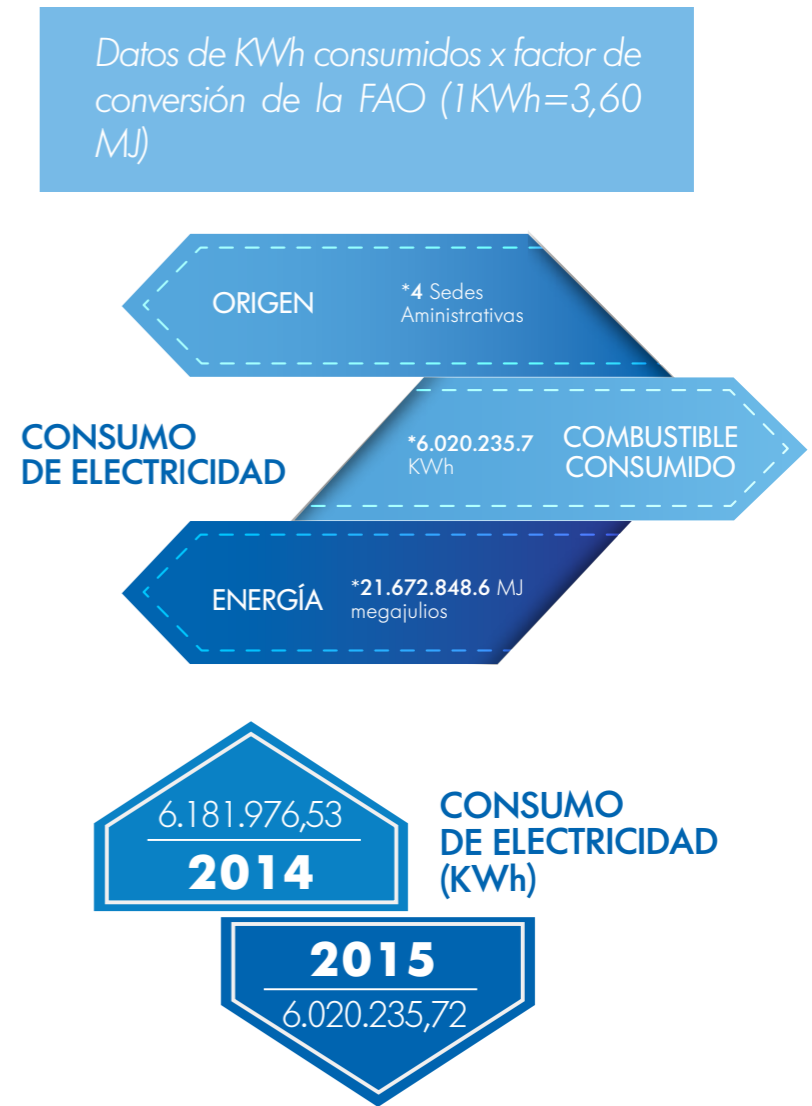 Datos de KWh consumidos x factor de
conversión de la FAO (1KWh=3,60
MJ)
ORIGEN
*4 Sedes
Aministrativas
CONSUMO
DE ELECTRICIDAD
*6.020.235.7
KWh
COMBUSTIBLE
CONSUMIDO
ENERGÍA
*21.672.848.6 MJ
megajulios
6.181.976,53
2014
CONSUMO
DE ELECTRICIDAD
(KWh)
2015
6.020.235,72